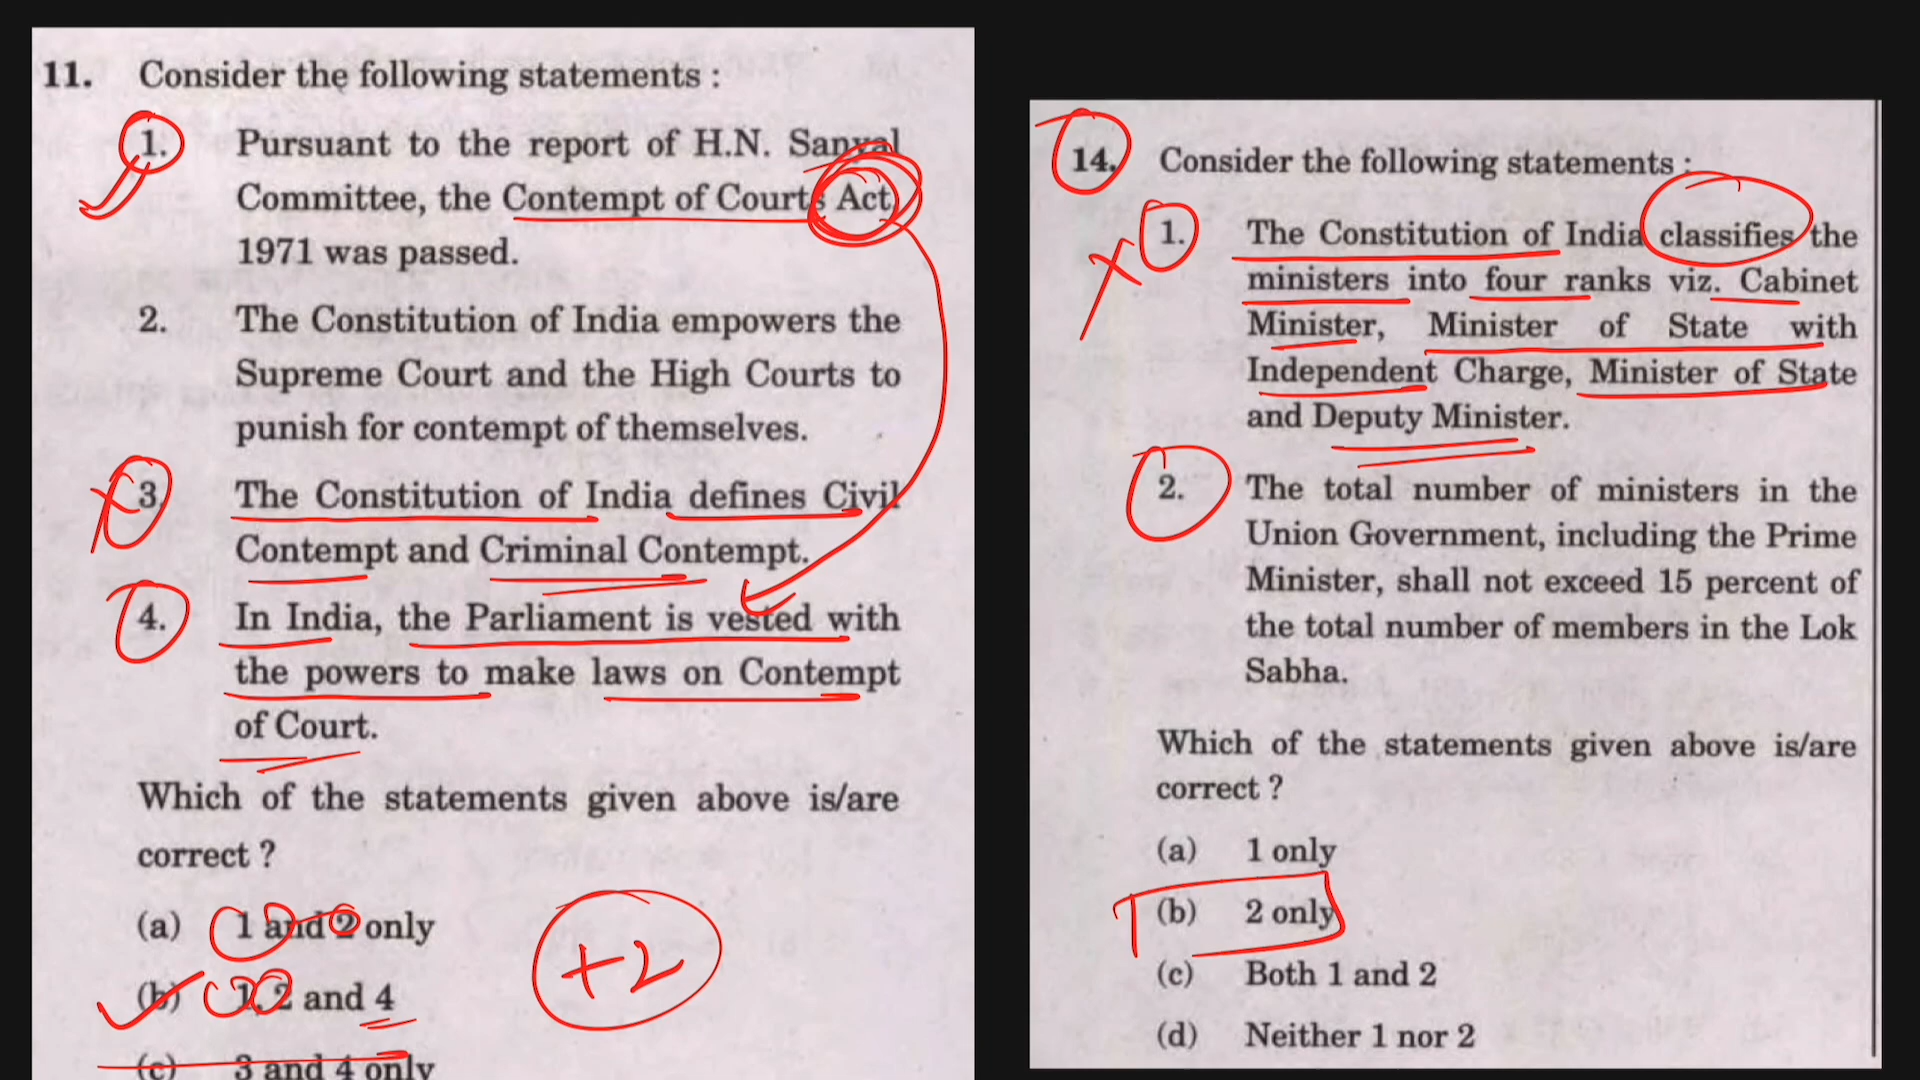 11. Consider the following statements :
1. Pursuant to the report of H.N. Sanyal
Committee, the Contempt of Courts Act,
1971 was passed.
2. The Constitution of India empowers the
Supreme Court and the High Courts to
punish for contempt of themselves.
3. The Constitution of India defines Civil
Contempt and Criminal Contempt.
4. In India, the Parliament is vested with
the powers to make laws on Contempt
of Court.
Which of the statements given above is/are
correct ?
(a) 1 and 2 only
(b) 1, 2 and 4
(c) 3 and 4 only
+2
14. Consider the following statements :
1. The Constitution of India classifies the
ministers into four ranks viz. Cabinet
Minister, Minister of State with
Independent Charge, Minister of State
and Deputy Minister.
2. The total number of ministers in the
Union Government, including the Prime
Minister, shall not exceed 15 percent of
the total number of members in the Lok
Sabha.
Which of the statements given above is/are
correct ?
(a) 1 only
(b) 2 only
(c) Both 1 and 2
(d) Neither 1 nor 2